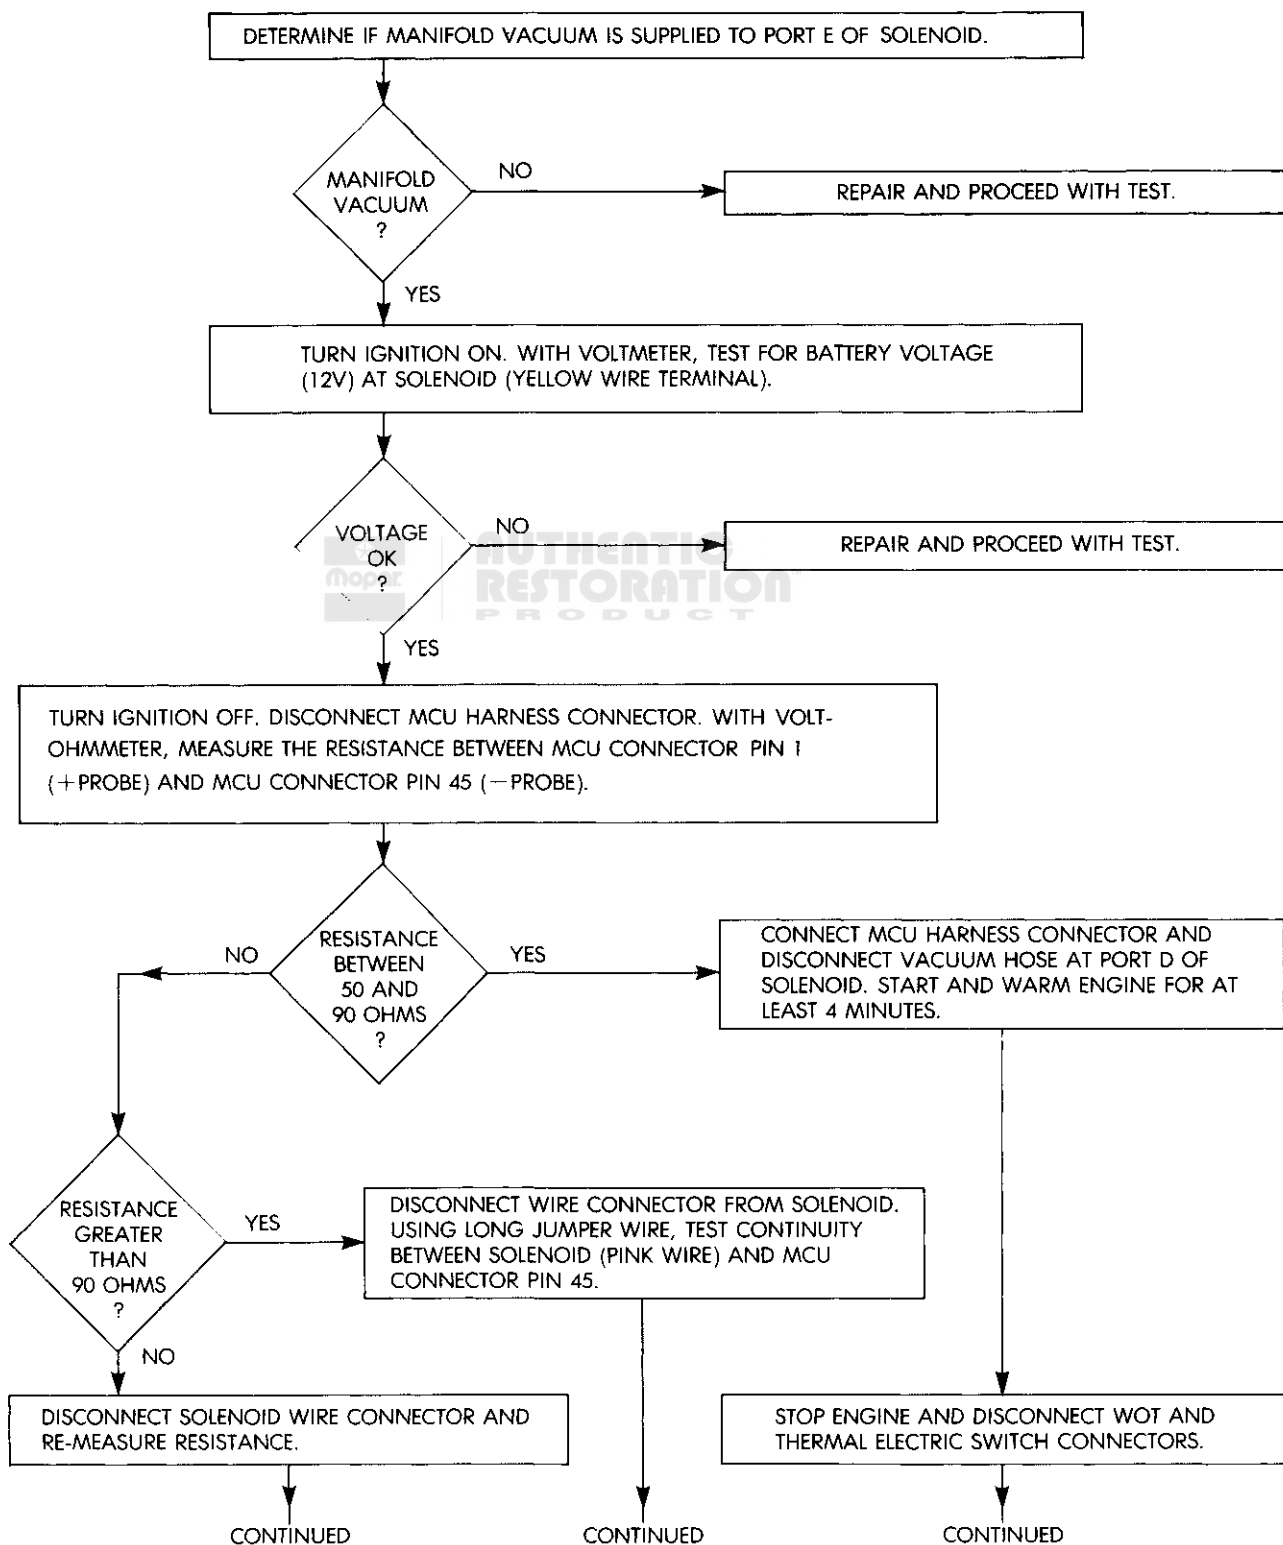 DETERMINE IF MANIFOLD VACUUM IS SUPPLIED TO PORT E OF SOLENOID.
MANIFOLD
VACUUM
?
NO
REPAIR AND PROCEED WITH TEST.
YES
TURN IGNITION ON. WITH VOLTMETER, TEST FOR BATTERY VOLTAGE
(12V) AT SOLENOID (YELLOW WIRE TERMINAL).
VOLTAGE
OK
?
NO
REPAIR AND PROCEED WITH TEST.
Mopar
AUTHENTIC
RESTORATION
PRODUCT
YES
TURN IGNITION OFF. DISCONNECT MCU HARNESS CONNECTOR. WITH VOLT-
OHMMETER, MEASURE THE RESISTANCE BETWEEN MCU CONNECTOR PIN 1
(+PROBE) AND MCU CONNECTOR PIN 45 (—PROBE).
RESISTANCE
BETWEEN
50 AND
90 OHMS
?
NO
YES
CONNECT MCU HARNESS CONNECTOR AND
DISCONNECT VACUUM HOSE AT PORT D OF
SOLENOID. START AND WARM ENGINE FOR AT
LEAST 4 MINUTES.
RESISTANCE
GREATER
THAN
90 OHMS
?
YES
DISCONNECT WIRE CONNECTOR FROM SOLENOID.
USING LONG JUMPER WIRE, TEST CONTINUITY
BETWEEN SOLENOID (PINK WIRE) AND MCU
CONNECTOR PIN 45.
NO
DISCONNECT SOLENOID WIRE CONNECTOR AND
RE-MEASURE RESISTANCE.
STOP ENGINE AND DISCONNECT WOT AND
THERMAL ELECTRIC SWITCH CONNECTORS.
CONTINUED
CONTINUED
CONTINUED